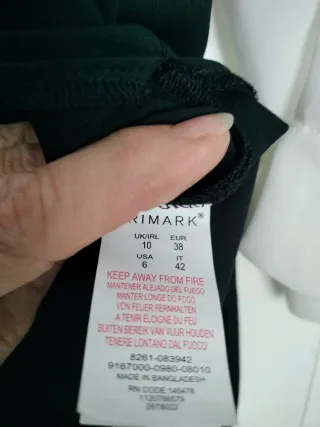 RIMARK®
UK/IRL EUR
10 38
USA IT
6 42
KEEP AWAY FROM FIRE
MANTENER ALEJADO DEL FUEGO
MANTER LONGE DO FOGO
VON FEUER FERNHALTEN
A TENIR ÉLOIGNE DU FEU
BUITEN BEREIK VAN VUUR HOUDEN
TENERE LONTANO DAL FUOCO
8261-083942
9167000-0980-08010
MADE IN BANGLADESH
RN CODE: 145478